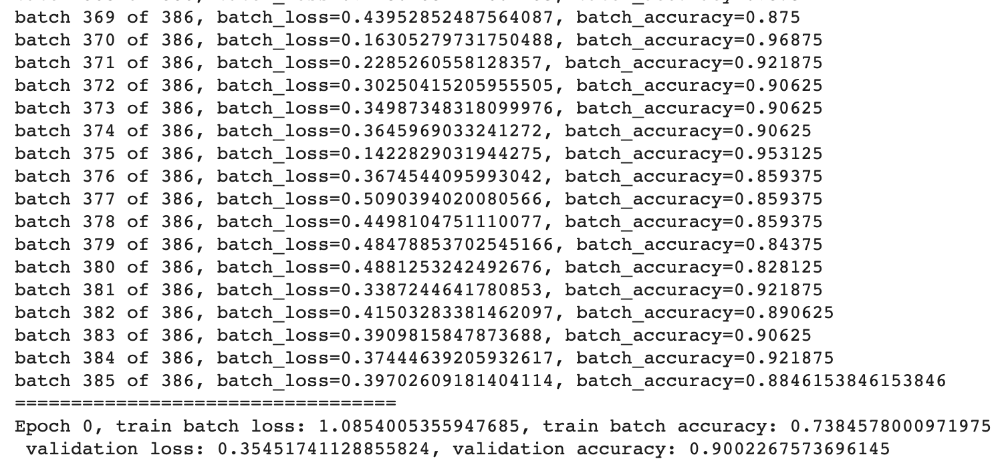 batch 369 of 386, batch_loss=0.43952852487564087, batch_accuracy=0.875
batch 370 of 386, batch_loss=0.16305279731750488, batch_accuracy=0.96875
batch 371 of 386, batch_loss=0.2285260558128357, batch_accuracy=0.921875
batch 372 of 386, batch_loss=0.30250415205955505, batch_accuracy=0.90625
batch 373 of 386, batch_loss=0.34987348318099976, batch_accuracy=0.90625
batch 374 of 386, batch_loss=0.3645969033241272, batch_accuracy=0.90625
batch 375 of 386, batch_loss=0.1422829031944275, batch_accuracy=0.953125
batch 376 of 386, batch_loss=0.3674544095993042, batch_accuracy=0.859375
batch 377 of 386, batch_loss=0.5090394020080566, batch_accuracy=0.859375
batch 378 of 386, batch_loss=0.4498104751110077, batch_accuracy=0.859375
batch 379 of 386, batch_loss=0.48478853702545166, batch_accuracy=0.84375
batch 380 of 386, batch_loss=0.4881253242492676, batch_accuracy=0.828125
batch 381 of 386, batch_loss=0.3387244641780853, batch_accuracy=0.921875
batch 382 of 386, batch_loss=0.41503283381462097, batch_accuracy=0.890625
batch 383 of 386, batch_loss=0.3909815847873688, batch_accuracy=0.90625
batch 384 of 386, batch_loss=0.37444639205932617, batch_accuracy=0.921875
batch 385 of 386, batch_loss=0.39702609181404114, batch_accuracy=0.8846153846153846
==================================
Epoch 0, train batch loss: 1.0854005355947685, train batch accuracy: 0.7384578000971975
validation loss: 0.35451741128855824, validation accuracy: 0.9002267573696145